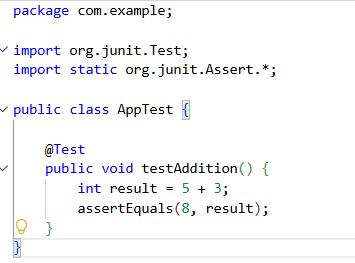 package com.example;
import org.junit.Test;
import static org.junit.Assert.*;
public class AppTest {
@Test
public void testAddition() {
int result = 5 + 3;
assertEquals(8, result);
}
}